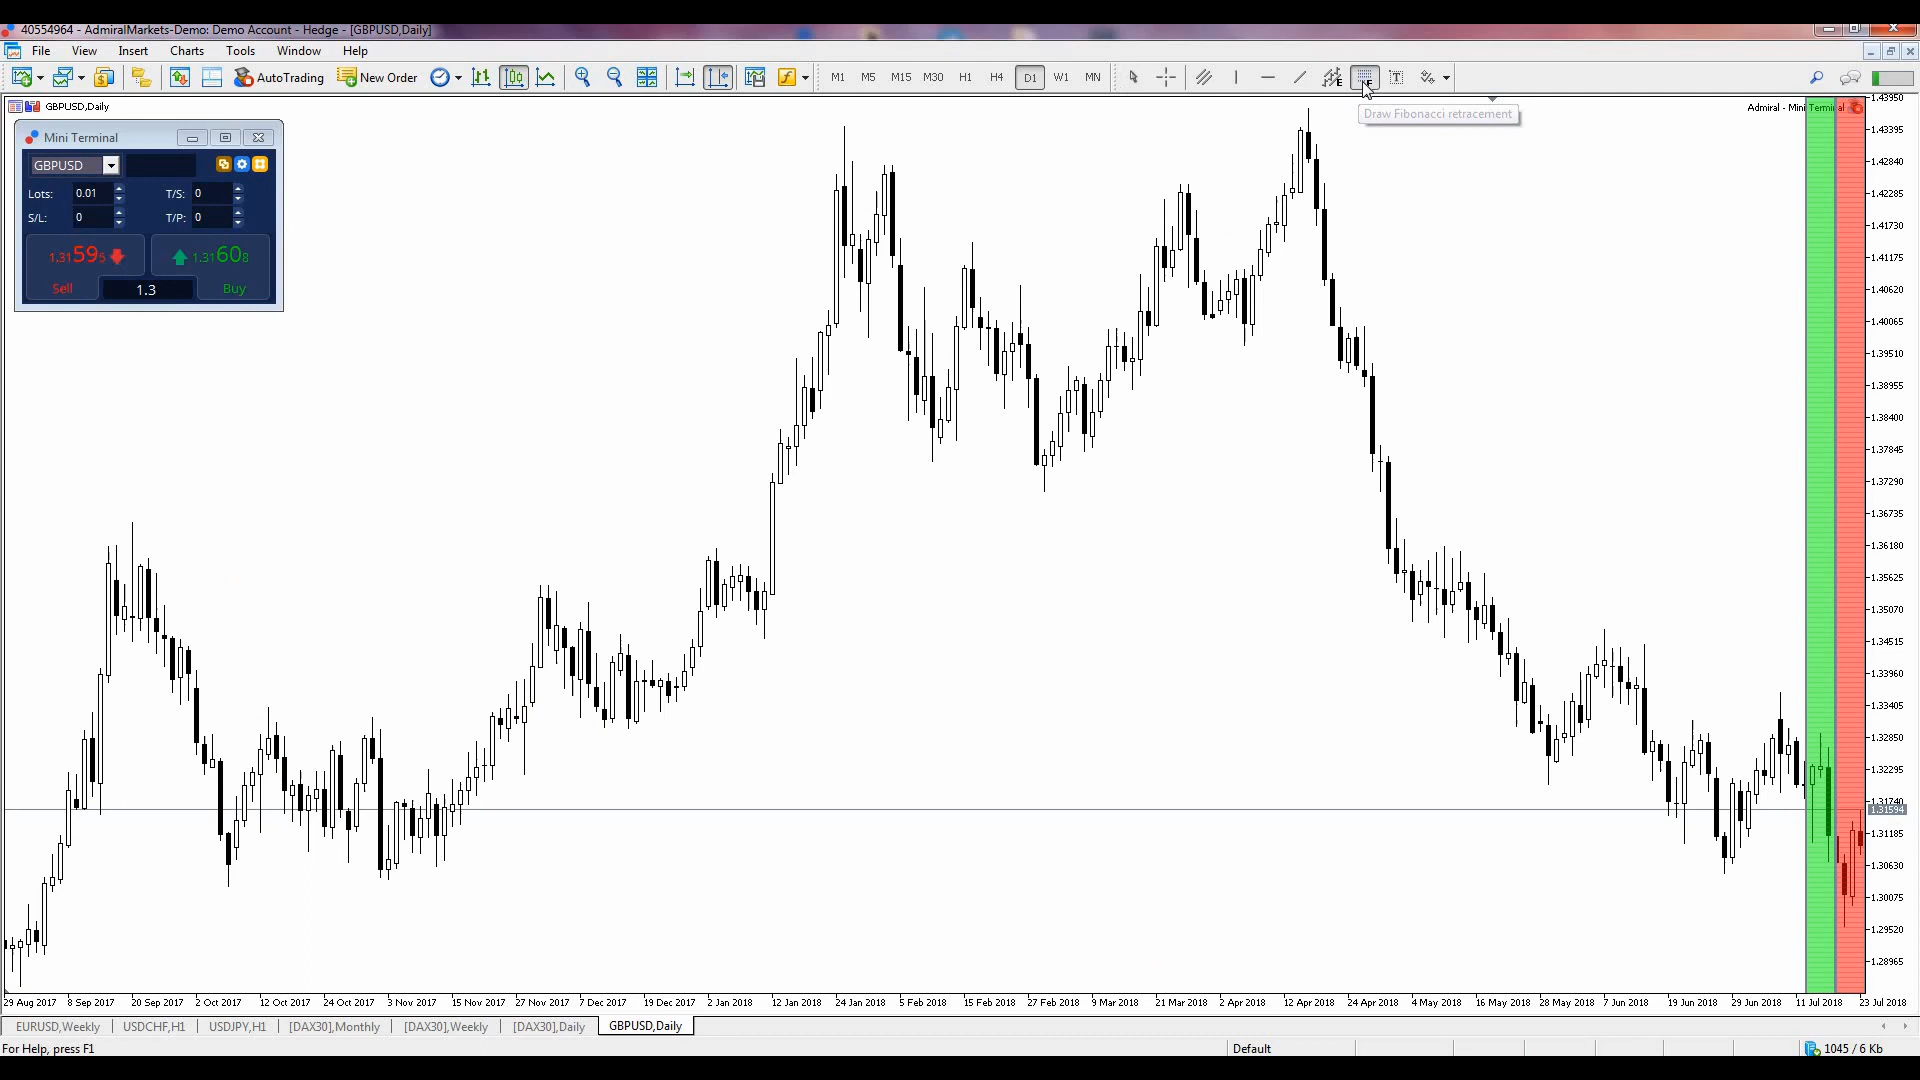 40554964 - AdmiralMarkets-Demo: Demo Account - Hedge - [GBPUSD,Daily]
File View Insert Charts Tools Window Help
AutoTrading New Order M1 M5 M15 M30 H1 H4 D1 W1 MN E F T
GBPUSD,Daily
Draw Fibonacci retracement
Admiral - Mini Terminal
Mini Terminal
GBPUSD
Lots: 0.01 T/S: 0
S/L: 0 T/P: 0
1.31595 1.31608
Sell 1.3 Buy
1.43950
1.43395
1.42840
1.42285
1.41730
1.41175
1.40620
1.40065
1.39510
1.38955
1.38400
1.37845
1.37290
1.36735
1.36180
1.35625
1.35070
1.34515
1.33960
1.33405
1.32850
1.32295
1.31740
1.31594
1.31185
1.30630
1.30075
1.29520
1.28965
29 Aug 2017 8 Sep 2017 20 Sep 2017 2 Oct 2017 12 Oct 2017 24 Oct 2017 3 Nov 2017 15 Nov 2017 27 Nov 2017 7 Dec 2017 19 Dec 2017 2 Jan 2018 12 Jan 2018 24 Jan 2018 5 Feb 2018 15 Feb 2018 27 Feb 2018 9 Mar 2018 21 Mar 2018 2 Apr 2018 12 Apr 2018 24 Apr 2018 4 May 2018 16 May 2018 28 May 2018 7 Jun 2018 19 Jun 2018 29 Jun 2018 11 Jul 2018 23 Jul 2018
EURUSD,Weekly USDCHF,H1 USDJPY,H1 [DAX30],Monthly [DAX30],Weekly [DAX30],Daily GBPUSD,Daily
For Help, press F1 Default 1045 / 6 Kb